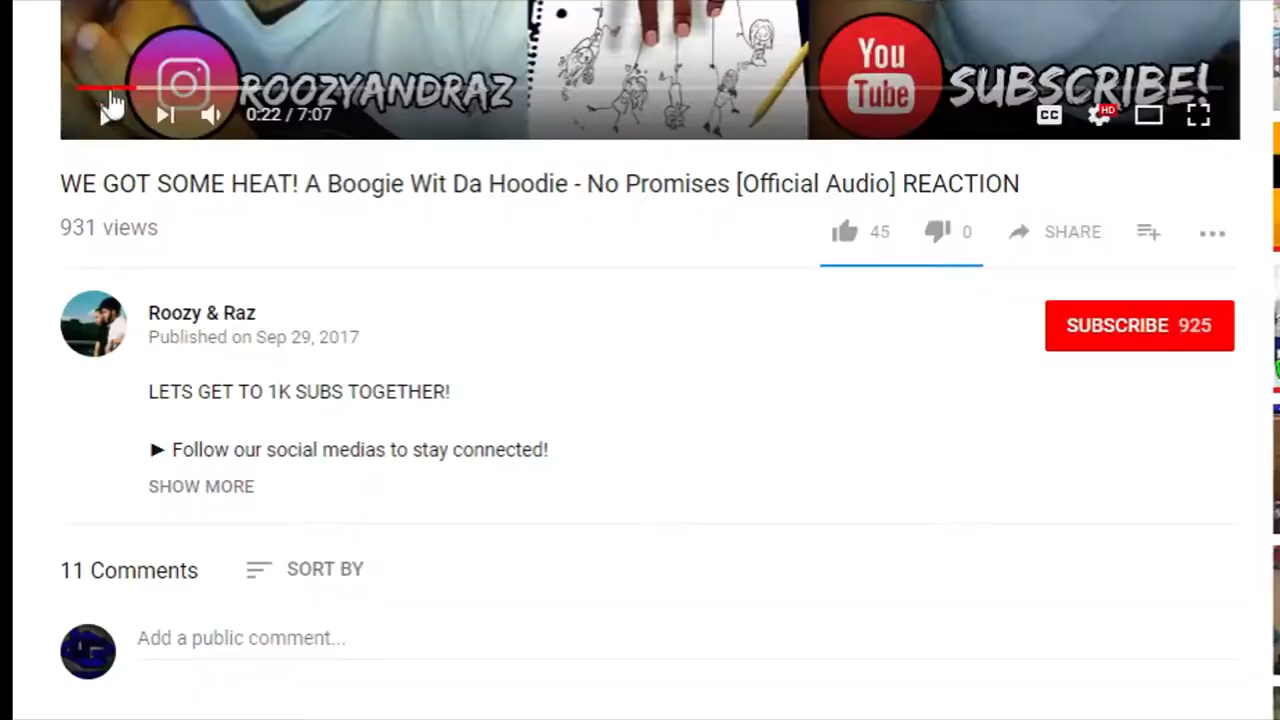 ROOZYANDRAZ
You
Tube
SUBSCRIBE!
0:22 / 7:07
CC
HD
WE GOT SOME HEAT! A Boogie Wit Da Hoodie - No Promises [Official Audio] REACTION
931 views
45
0
SHARE
Roozy & Raz
Published on Sep 29, 2017
SUBSCRIBE 925
LETS GET TO 1K SUBS TOGETHER!
► Follow our social medias to stay connected!
SHOW MORE
11 Comments
SORT BY
Add a public comment...